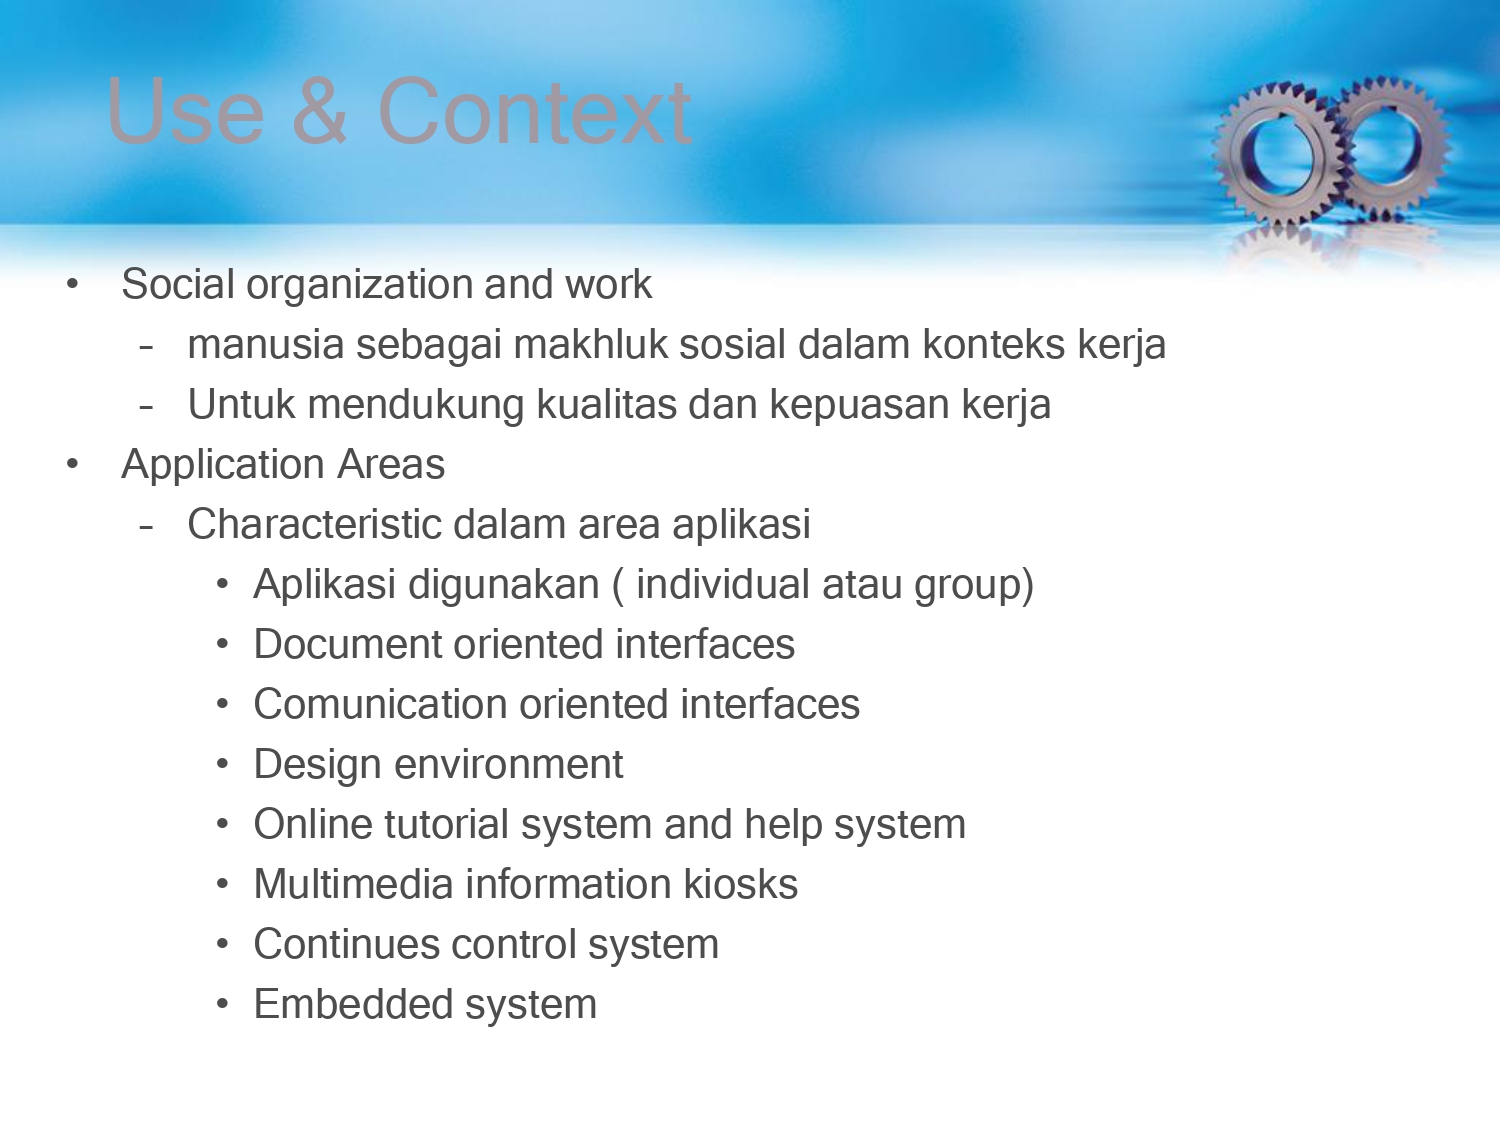 Use & Context
• Social organization and work
– manusia sebagai makhluk sosial dalam konteks kerja
– Untuk mendukung kualitas dan kepuasan kerja
• Application Areas
– Characteristic dalam area aplikasi
• Aplikasi digunakan ( individual atau group)
• Document oriented interfaces
• Comunication oriented interfaces
• Design environment
• Online tutorial system and help system
• Multimedia information kiosks
• Continues control system
• Embedded system